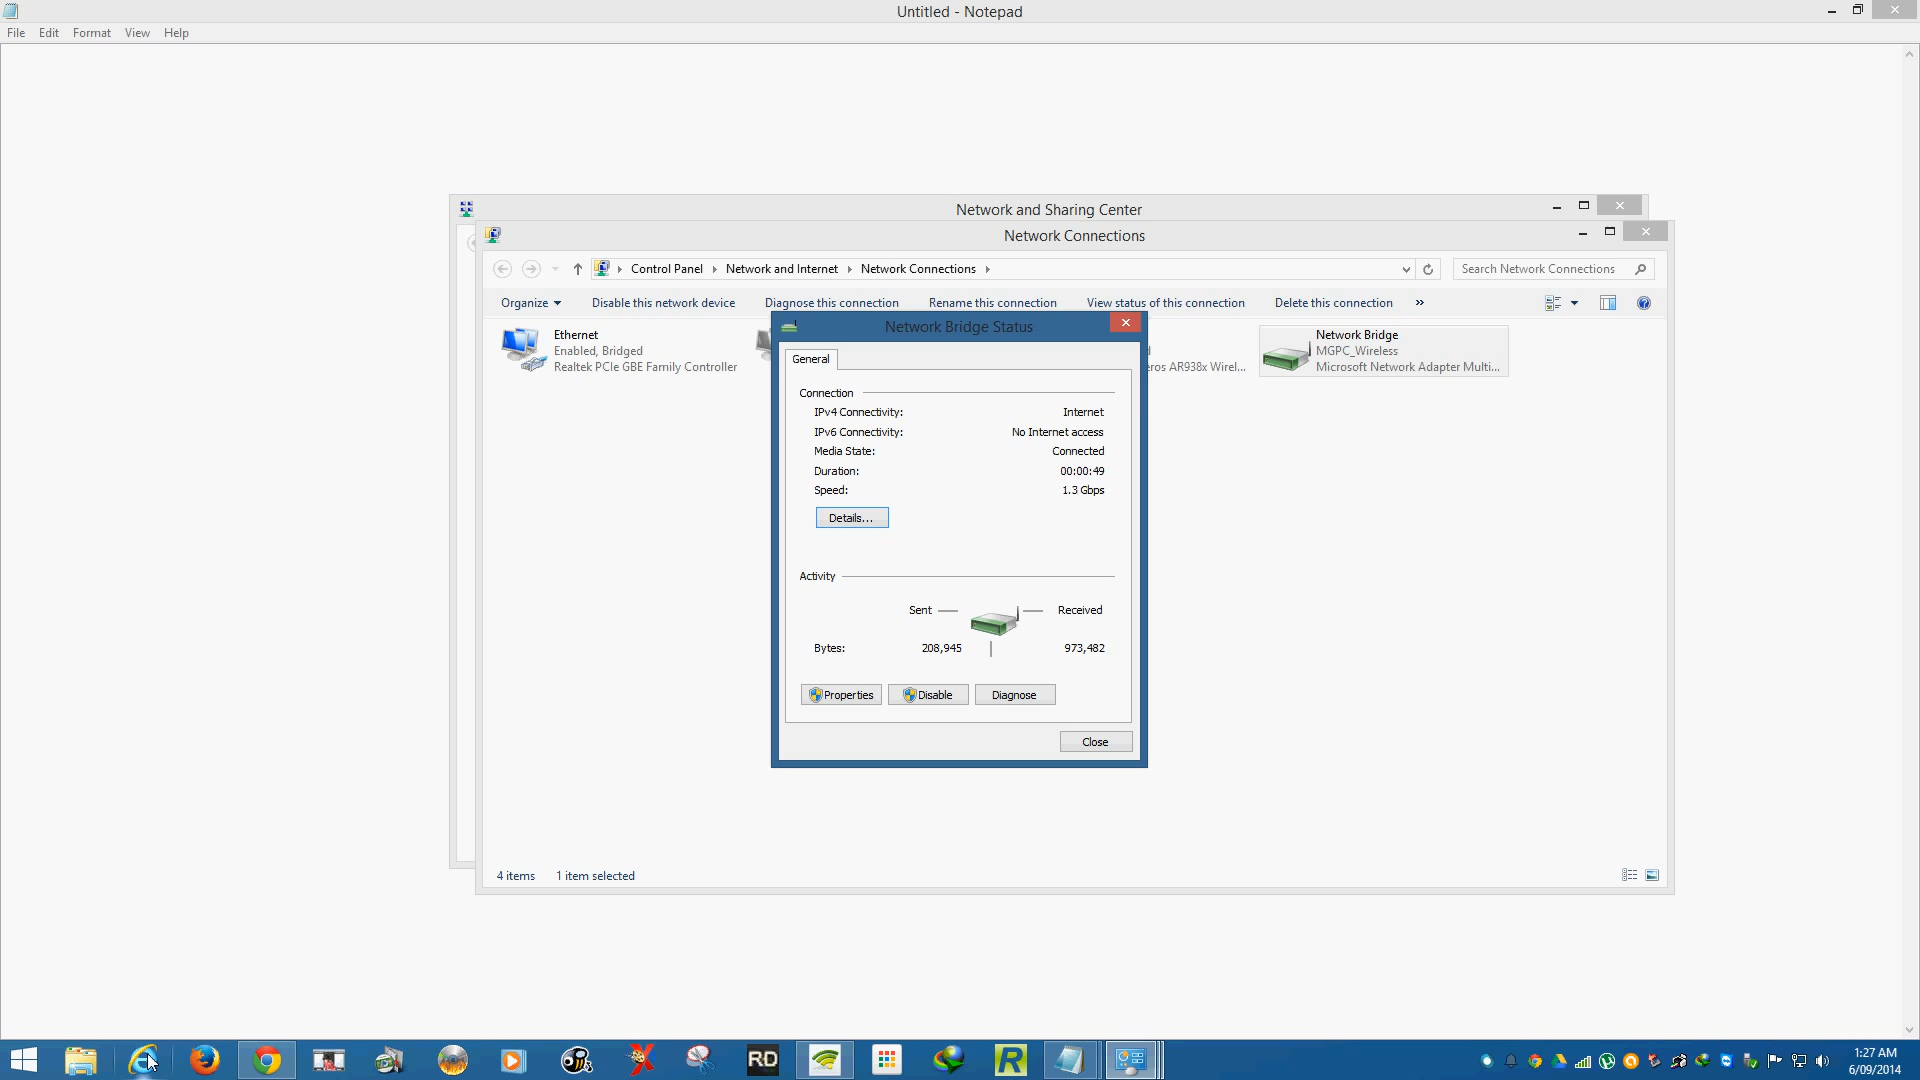 Untitled - Notepad
File Edit Format View Help
Network and Sharing Center
Network Connections
Control Panel Network and Internet Network Connections
Search Network Connections
Organize Disable this network device Diagnose this connection Rename this connection View status of this connection Delete this connection »
Ethernet
Enabled, Bridged
Realtek PCIe GBE Family Controller
eros AR938x Wirel...
Network Bridge
MGPC_Wireless
Microsoft Network Adapter Multi...
Network Bridge Status
General
Connection
IPv4 Connectivity: Internet
IPv6 Connectivity: No Internet access
Media State: Connected
Duration: 00:00:49
Speed: 1.3 Gbps
Details...
Activity
Sent Received
Bytes: 208,945 973,482
Properties Disable Diagnose
Close
4 items 1 item selected
RD
R
1:27 AM
6/09/2014